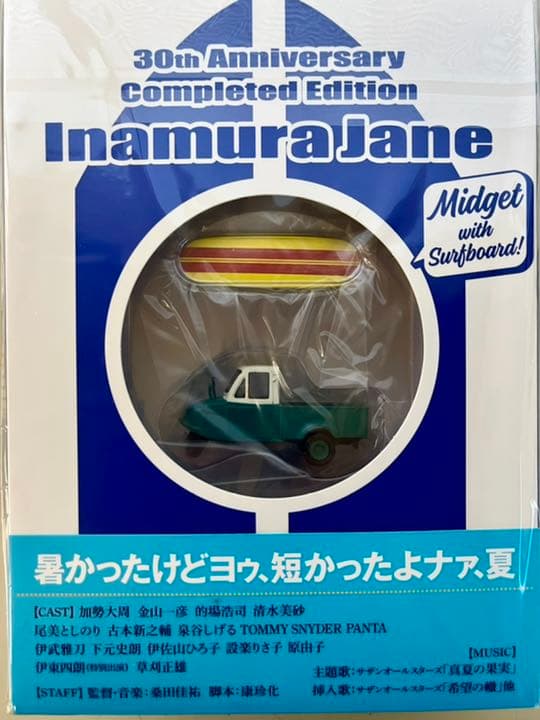 30th Anniversary
Completed Edition
Inamura Jane
Midget
with
Surfboard!
暑かったけどヨゥ、短かったよナァ、夏
【CAST】加勢大周 金山一彦 的場浩司 清水美砂
尾美としのり 古本新之輔 泉谷しげる TOMMY SNYDER PANTA
伊武雅刀 下元史朗 伊佐山ひろ子 設楽りさ子 原由子
伊東四朗(特別出演) 草刈正雄
【STAFF】監督・音楽:桑田佳祐 脚本:康珍化
【MUSIC】
主題歌:サザンオールスターズ「真夏の果実」
挿入歌:サザンオールスターズ「希望の轍」他